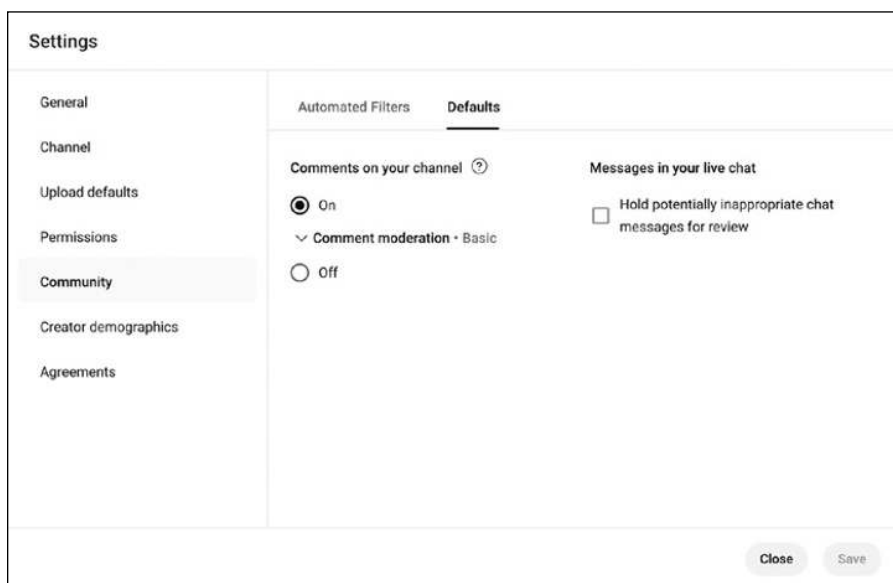 Settings
General
Channel
Upload defaults
Permissions
Community
Creator demographics
Agreements
Automated Filters
Defaults
Comments on your channel ?
On
Comment moderation • Basic
Off
Messages in your live chat
Hold potentially inappropriate chat
messages for review
Close
Save